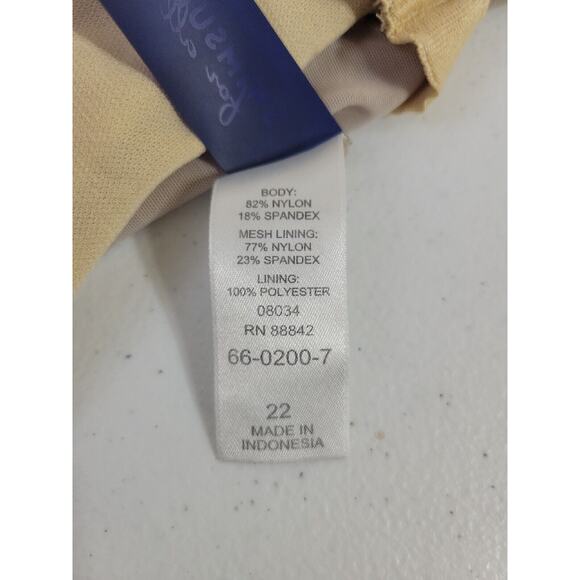 BODY:
82% NYLON
18% SPANDEX
MESH LINING:
77% NYLON
23% SPANDEX
LINING:
100% POLYESTER
08034
RN 88842
66-0200-7
22
MADE IN
INDONESIA